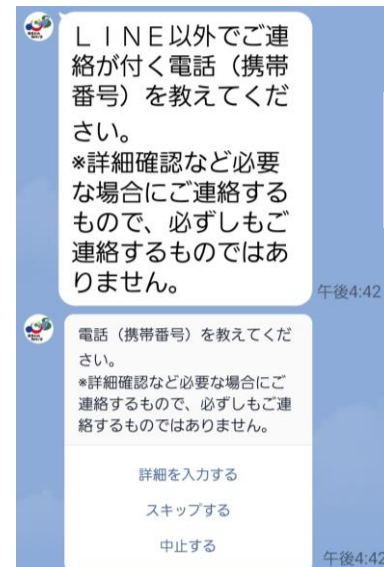 ＬＩＮＥ以外でご連
絡が付く電話（携帯
番号）を教えてくだ
さい。
※詳細確認など必要
な場合にご連絡する
もので、必ずしもご
連絡するものではあ
りません。
午後4:42
電話（携帯番号）を教えてくだ
さい。
※詳細確認など必要な場合にご
連絡するもので、必ずしもご連
絡するものではありません。
詳細を入力する
スキップする
中止する
午後4:42